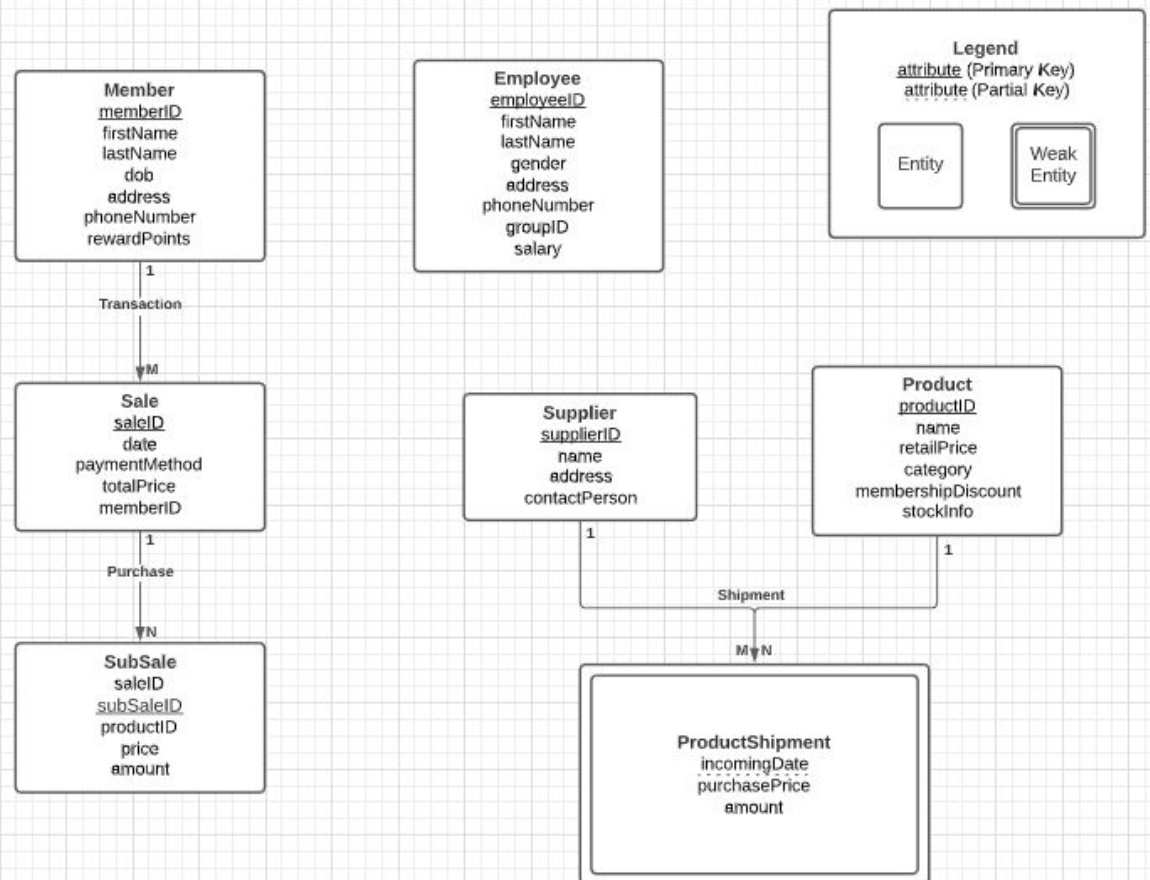 Member
memberID
firstName
lastName
dob
address
phoneNumber
rewardPoints
1
Transaction
M
Sale
saleID
date
paymentMethod
totalPrice
memberID
1
Purchase
N
SubSale
saleID
subSaleID
productID
price
amount
Employee
employeeID
firstName
lastName
gender
address
phoneNumber
groupID
salary
Legend
attribute (Primary Key)
attribute (Partial Key)
Entity
Weak
Entity
Supplier
supplierID
name
address
contactPerson
1
Product
productID
name
retailPrice
category
membershipDiscount
stockInfo
1
Shipment
M N
ProductShipment
incomingDate
purchasePrice
amount